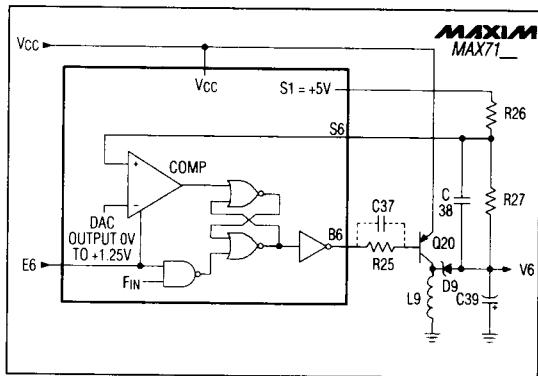 MAXIM
MAX71__
VCC
VCC
S1 = +5V
R26
S6
COMP
+
−
DAC
OUTPUT 0V
TO +1.25V
C
38
R27
C37
B6
R25
Q20
E6
FIN
L9
D9
C39
+
V6